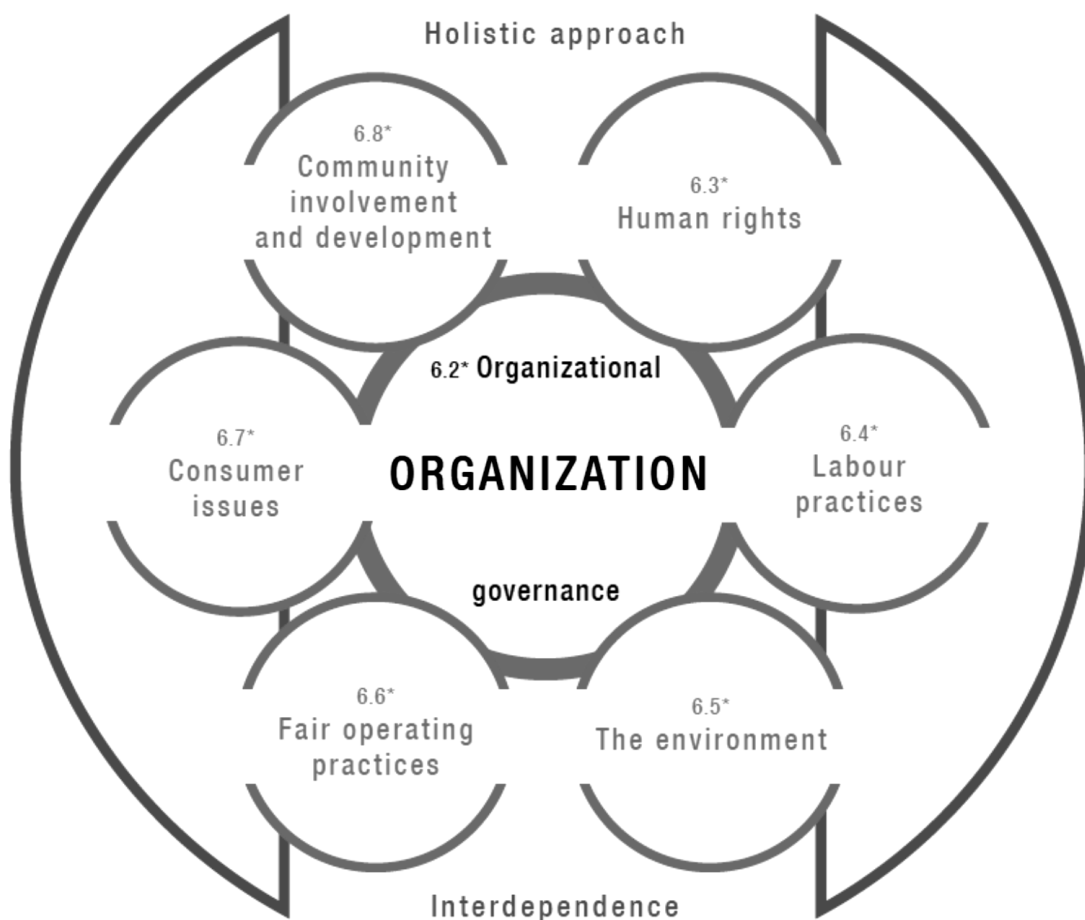 Holistic approach
6.8*
Community
involvement
and development
6.3*
Human rights
6.2* Organizational
6.7*
Consumer
issues
ORGANIZATION
6.4*
Labour
practices
governance
6.6*
Fair operating
practices
6.5*
The environment
Interdependence